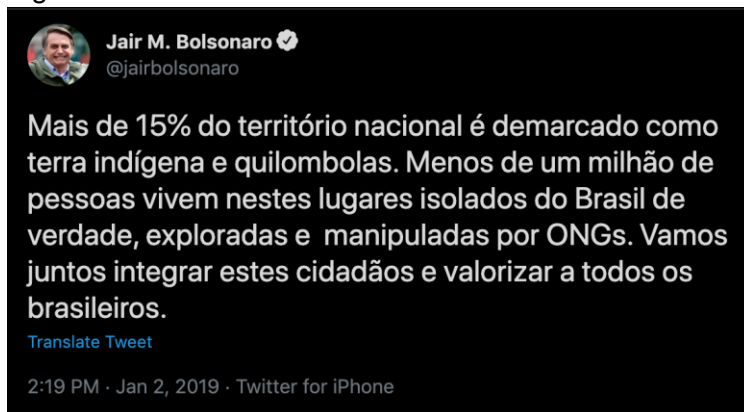 Jair M. Bolsonaro
@jairbolsonaro
Mais de 15% do território nacional é demarcado como
terra indígena e quilombolas. Menos de um milhão de
pessoas vivem nestes lugares isolados do Brasil de
verdade, exploradas e  manipuladas por ONGs. Vamos
juntos integrar estes cidadãos e valorizar a todos os
brasileiros.
Translate Tweet
2:19 PM · Jan 2, 2019 · Twitter for iPhone